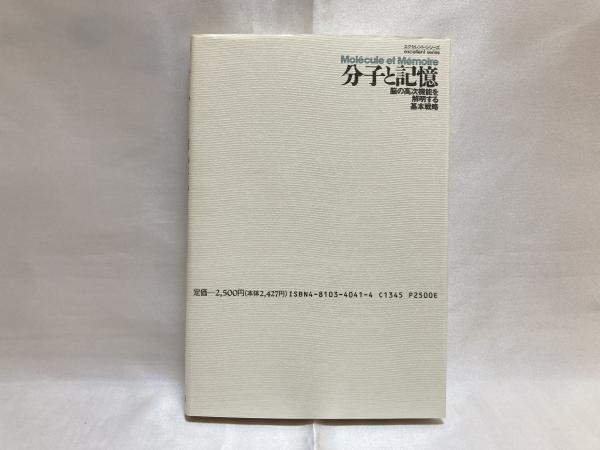 エクセレント・シリーズ
excellent series
Molécule et Mémoire
分子と記憶
脳の高次機能を
解明する
基本戦略
定価―2,500円(本体2,427円) ISBN4-8103-4041-4 C1345 P2500E